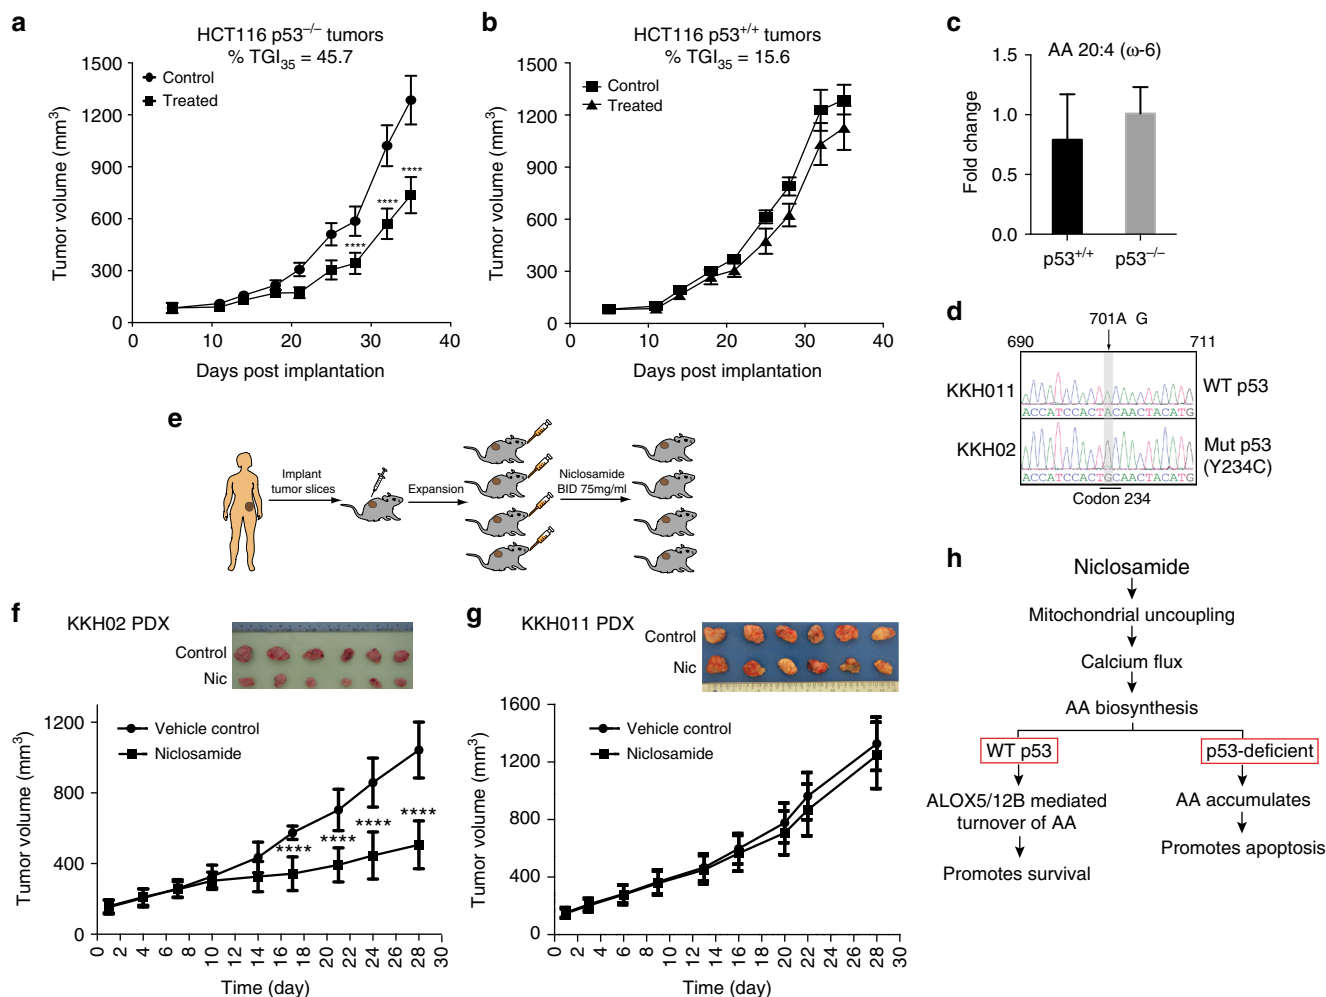 a
HCT116 p53–/– tumors
% TGI35 = 45.7
Control
Treated
Tumor volume (mm3)
1500
1200
900
600
300
0
****
****
****
0 10 20 30 40
Days post implantation
b
HCT116 p53+/+ tumors
% TGI35 = 15.6
Control
Treated
Tumor volume (mm3)
1500
1200
900
600
300
0
0 10 20 30 40
Days post implantation
c
AA 20:4 (ω-6)
Fold change
1.5
1.0
0.5
0.0
p53+/+ p53–/–
d
701A G
690 711
KKH011 WT p53
ACCATCCACTACAACTACATG
KKH02 Mut p53
(Y234C)
ACCATCCACTGCAACTACATG
Codon 234
e
Implant
tumor slices
Expansion
Niclosamide
BID 75mg/ml
f
KKH02 PDX
Control
Nic
Vehicle control
Niclosamide
Tumor volume (mm3)
1200
800
400
0
****
****
****
****
0 2 4 6 8 10 12 14 16 18 20 22 24 26 28 30
Time (day)
g
KKH011 PDX
Control
Nic
Vehicle control
Niclosamide
Tumor volume (mm3)
1600
1200
800
400
0
0 2 4 6 8 10 12 14 16 18 20 22 24 26 28 30
Time (day)
h
Niclosamide
Mitochondrial uncoupling
Calcium flux
AA biosynthesis
WT p53
ALOX5/12B mediated
turnover of AA
Promotes survival
p53-deficient
AA accumulates
Promotes apoptosis